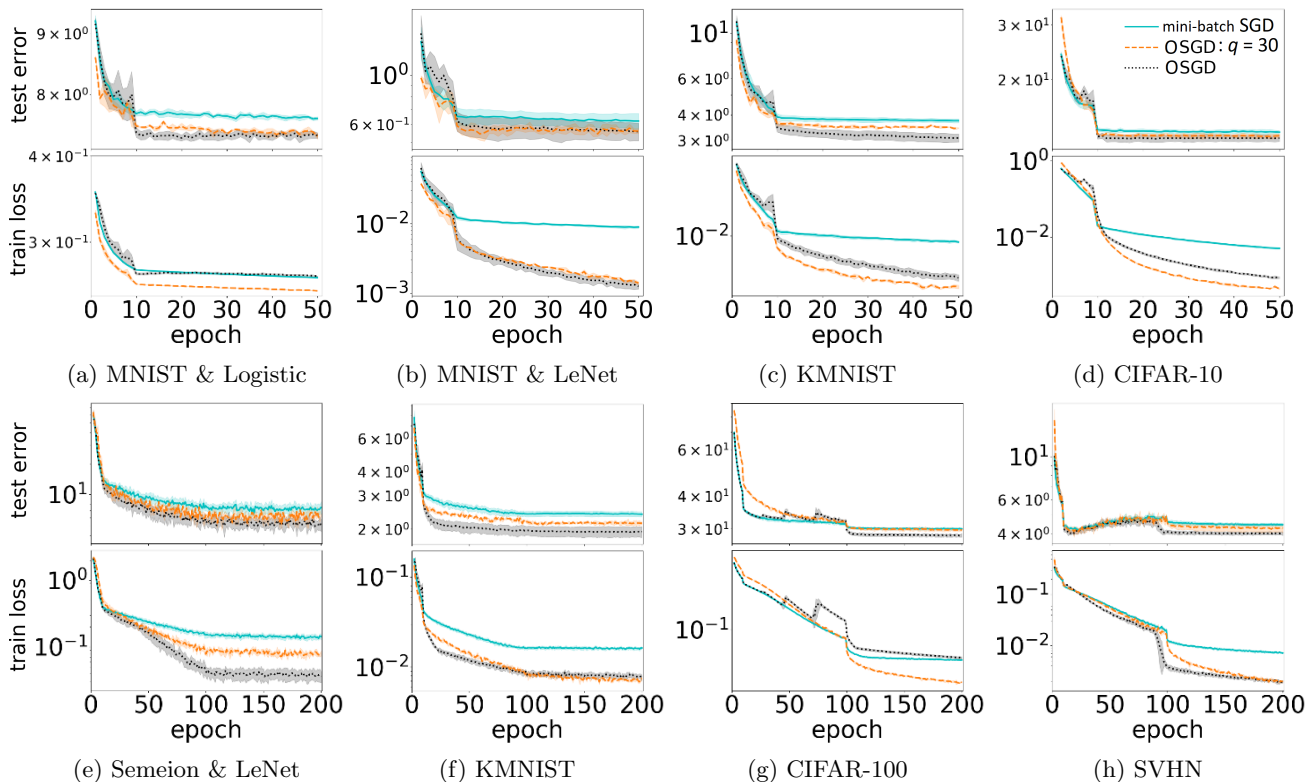 test error
9 × 10⁰
8 × 10⁰
10⁰
6 × 10⁻¹
10¹
6 × 10⁰
4 × 10⁰
3 × 10⁰
3 × 10¹
2 × 10¹
mini-batch SGD
OSGD: q = 30
OSGD
train loss
4 × 10⁻¹
3 × 10⁻¹
10⁻²
10⁻³
10⁻²
10⁰
10⁻²
0 10 20 30 40 50
0 10 20 30 40 50
0 10 20 30 40 50
0 10 20 30 40 50
epoch epoch epoch epoch
(a) MNIST & Logistic
(b) MNIST & LeNet
(c) KMNIST
(d) CIFAR-10
test error
10¹
6 × 10⁰
4 × 10⁰
3 × 10⁰
2 × 10⁰
6 × 10¹
4 × 10¹
3 × 10¹
10¹
6 × 10⁰
4 × 10⁰
train loss
10⁰
10⁻¹
10⁻¹
10⁻²
10⁻¹
10⁻¹
10⁻²
0 50 100 150 200
0 50 100 150 200
0 50 100 150 200
0 50 100 150 200
epoch epoch epoch epoch
(e) Semeion & LeNet
(f) KMNIST
(g) CIFAR-100
(h) SVHN